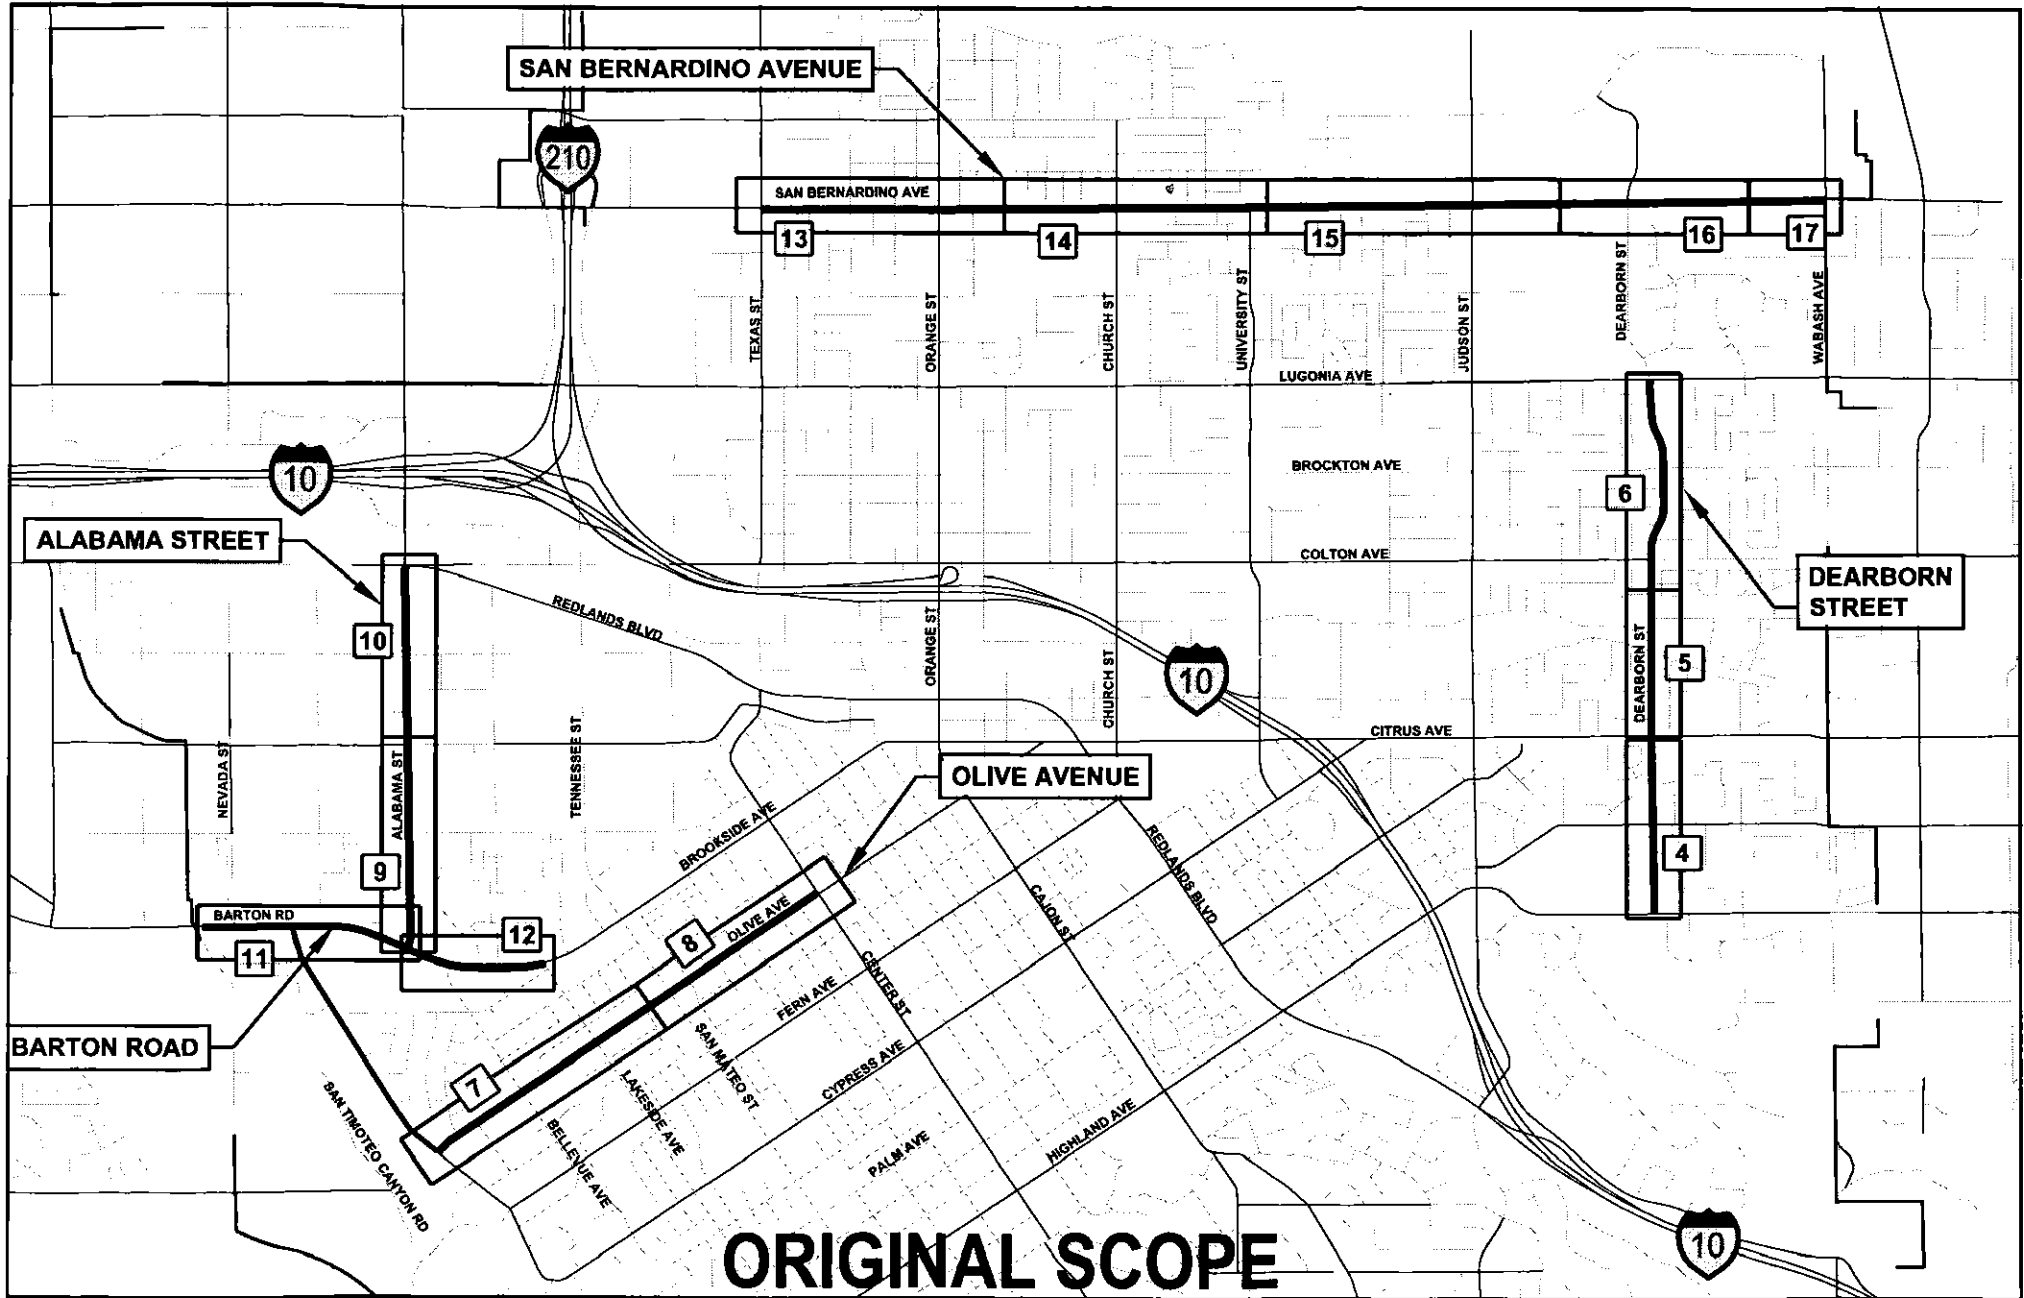 SAN BERNARDINO AVENUE
210
SAN BERNARDINO AVE
13
14
15
16
17
TEXAS ST
ORANGE ST
CHURCH ST
UNIVERSITY ST
JUDSON ST
DEARBORN ST
WABASH AVE
LUGONIA AVE
10
BROCKTON AVE
6
ALABAMA STREET
COLTON AVE
DEARBORN
STREET
REDLANDS BLVD
10
ORANGE ST
CHURCH ST
10
DEARBORN ST
5
CITRUS AVE
NEVADA ST
ALABAMA ST
TENNESSEE ST
OLIVE AVENUE
BROOKSIDE AVE
REDLANDS BLVD
4
9
BARTON RD
11
12
8
OLIVE AVE
CAJON ST
CENTER ST
FERN AVE
SAN MATEO ST
BARTON ROAD
7
LAKESIDE AVE
CYPRESS AVE
BELLEVUE AVE
SAN TIMOTEO CANYON RD
PALM AVE
HIGHLAND AVE
10
ORIGINAL SCOPE